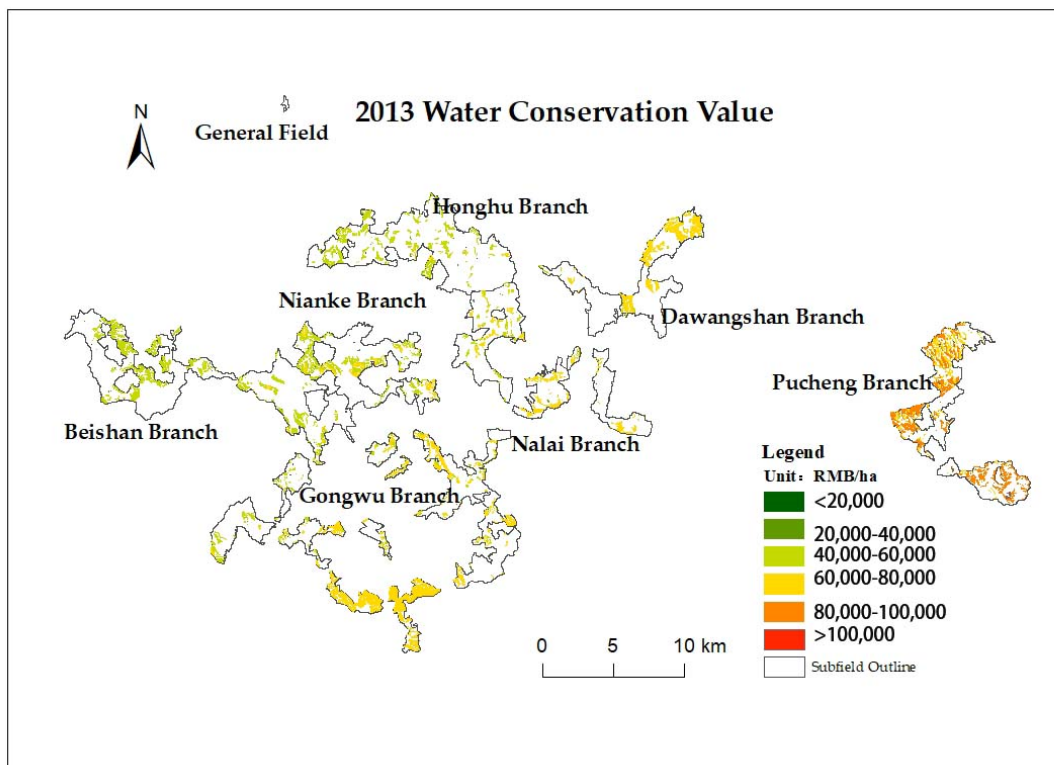 N
General Field
2013 Water Conservation Value
Honghu Branch
Nianke Branch
Dawangshan Branch
Pucheng Branch
Beishan Branch
Nalai Branch
Gongwu Branch
Legend
Unit: RMB/ha
<20,000
20,000-40,000
40,000-60,000
60,000-80,000
80,000-100,000
>100,000
Subfield Outline
0 5 10 km